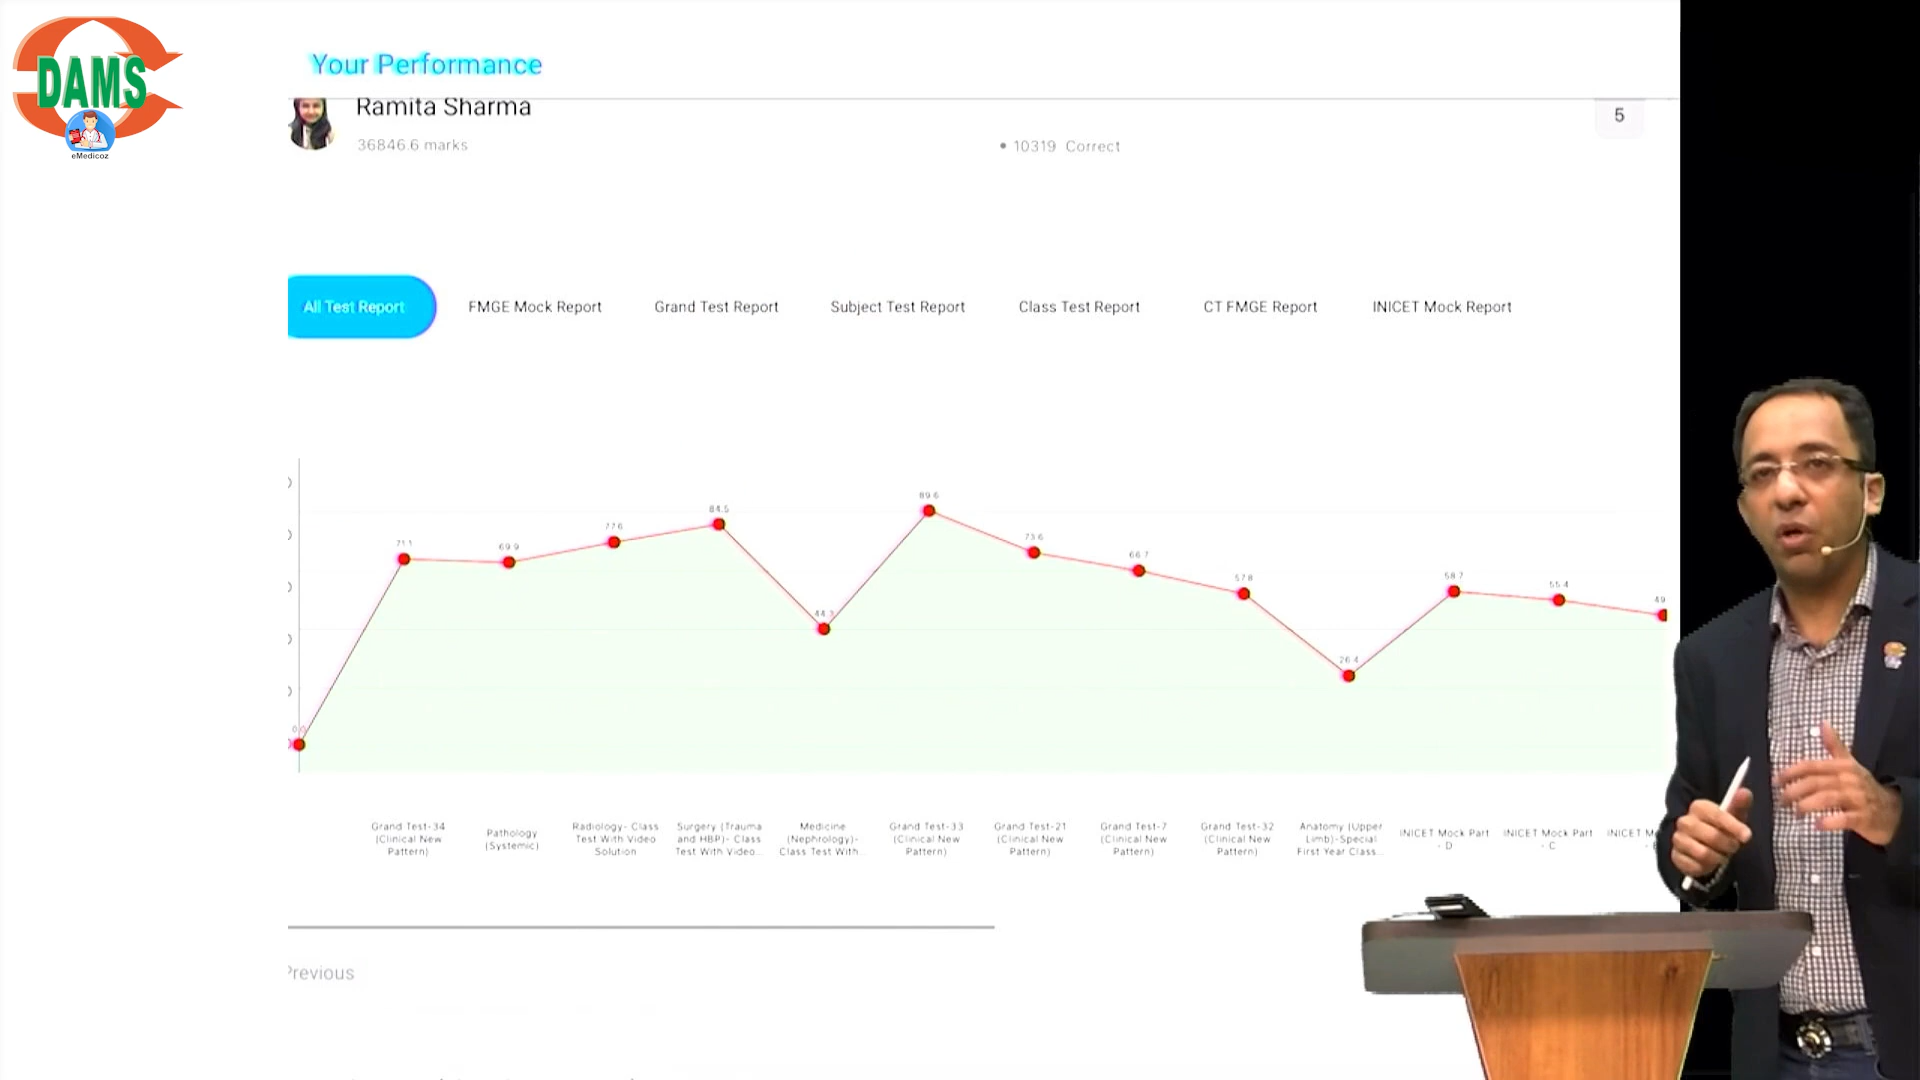 DAMS
eMedicoz
Your Performance
Ramita Sharma
36846.6 marks
10319 Correct
5
All Test Report
FMGE Mock Report
Grand Test Report
Subject Test Report
Class Test Report
CT FMGE Report
INICET Mock Report
71.1
69.9
77.6
84.5
44.3
89.6
73.6
66.7
57.8
26.4
58.7
55.4
49
0.0
Grand Test-34
(Clinical New
Pattern)
Pathology
(Systemic)
Radiology- Class
Test With Video
Solution
Surgery (Trauma
and HBP)- Class
Test With Video...
Medicine
(Nephrology)-
Class Test With...
Grand Test-33
(Clinical New
Pattern)
Grand Test-21
(Clinical New
Pattern)
Grand Test-7
(Clinical New
Pattern)
Grand Test-32
(Clinical New
Pattern)
Anatomy (Upper
Limb)-Special
First Year Class...
INICET Mock Part
- D
INICET Mock Part
- C
INICET M
Previous